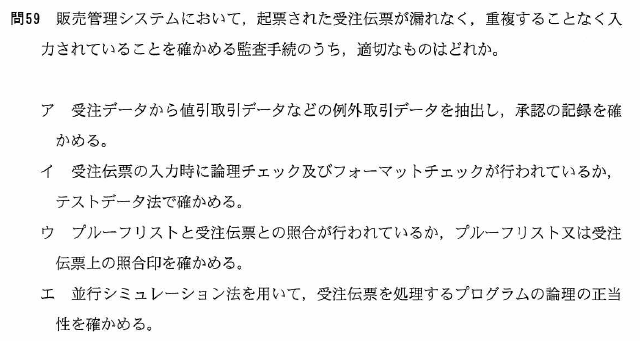 問59 販売管理システムにおいて，起票された受注伝票が漏れなく，重複することなく入
力されていることを確かめる監査手続のうち，適切なものはどれか。
ア 受注データから値引取引データなどの例外取引データを抽出し，承認の記録を確
かめる。
イ 受注伝票の入力時に論理チェック及びフォーマットチェックが行われているか，
テストデータ法で確かめる。
ウ プルーフリストと受注伝票との照合が行われているか，プルーフリスト又は受注
伝票上の照合印を確かめる。
エ 並行シミュレーション法を用いて，受注伝票を処理するプログラムの論理の正当
性を確かめる。